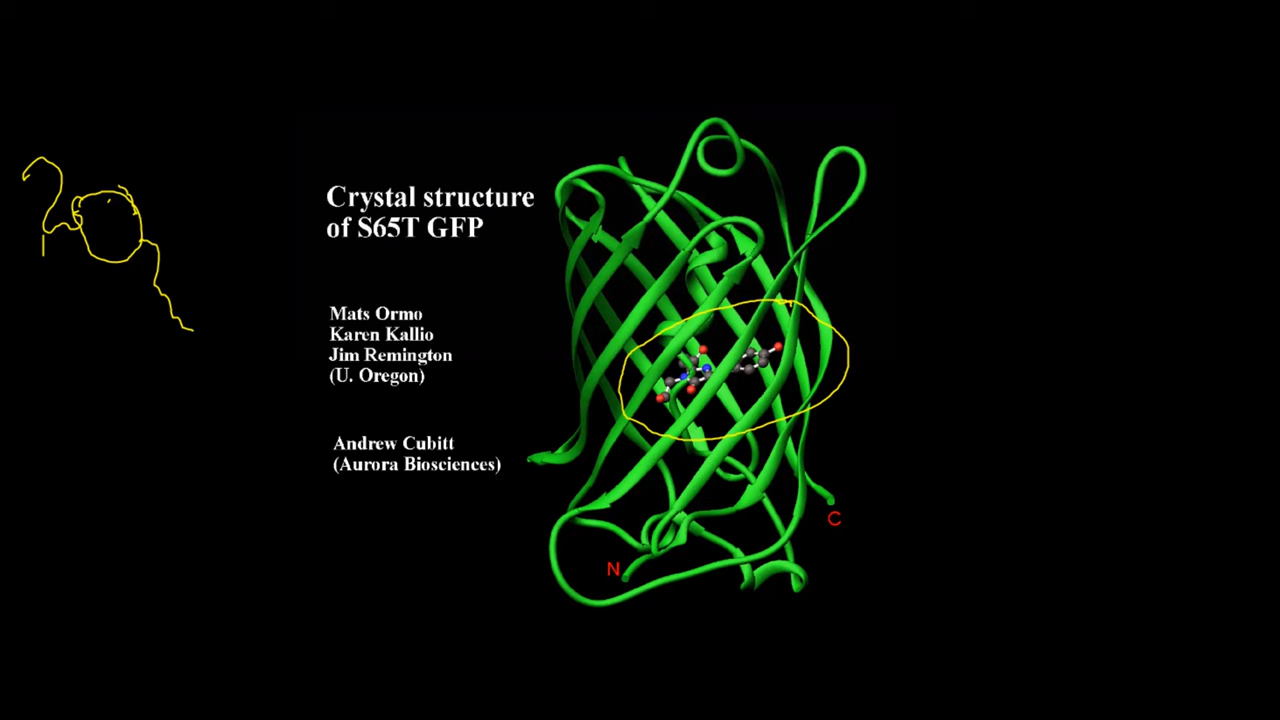 Crystal structure
of S65T GFP
Mats Ormo
Karen Kallio
Jim Remington
(U. Oregon)
Andrew Cubitt
(Aurora Biosciences)
N
C